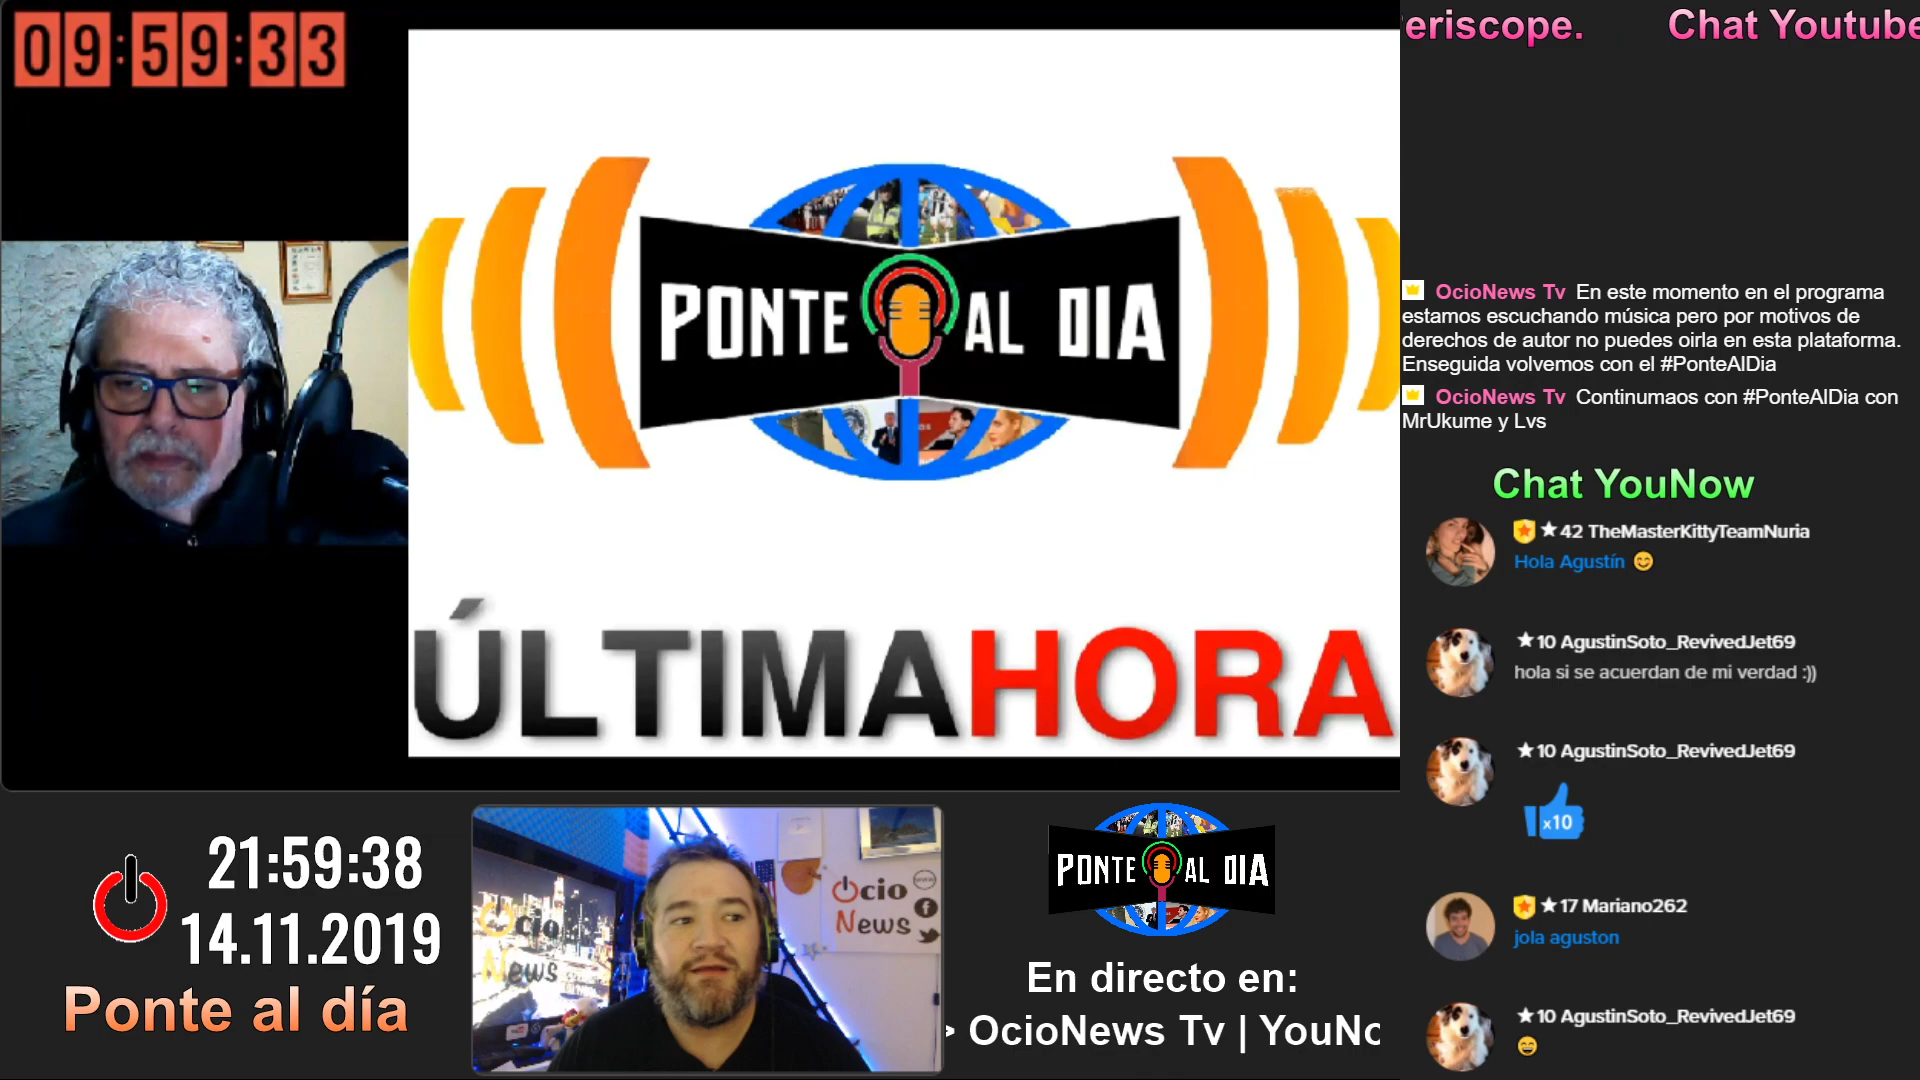 09:59:33
PONTE AL DIA
ÚLTIMAHORA
eriscope. Chat Youtube
OcioNews Tv En este momento en el programa
estamos escuchando música pero por motivos de
derechos de autor no puedes oirla en esta plataforma.
Enseguida volvemos con el #PonteAlDia
OcioNews Tv Continumaos con #PonteAlDia con
MrUkume y Lvs
Chat YouNow
★42 TheMasterKittyTeamNuria
Hola Agustín 😊
★10 AgustinSoto_RevivedJet69
hola si se acuerdan de mi verdad :))
★10 AgustinSoto_RevivedJet69
x10
★17 Mariano262
jola aguston
★10 AgustinSoto_RevivedJet69
😄
21:59:38
14.11.2019
Ponte al día
Ocio
News
Ocio
News
PONTE AL DIA
En directo en:
> OcioNews Tv | YouNo